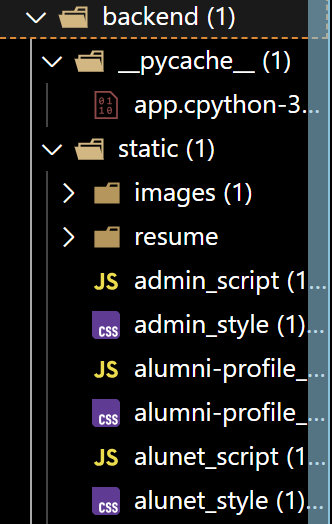 backend (1)
__pycache__ (1)
app.cpython-3...
static (1)
images (1)
resume
JS admin_script (1...
CSS admin_style (1)...
JS alumni-profile_...
CSS alumni-profile_...
JS alunet_script (1...
CSS alunet_style (1)...